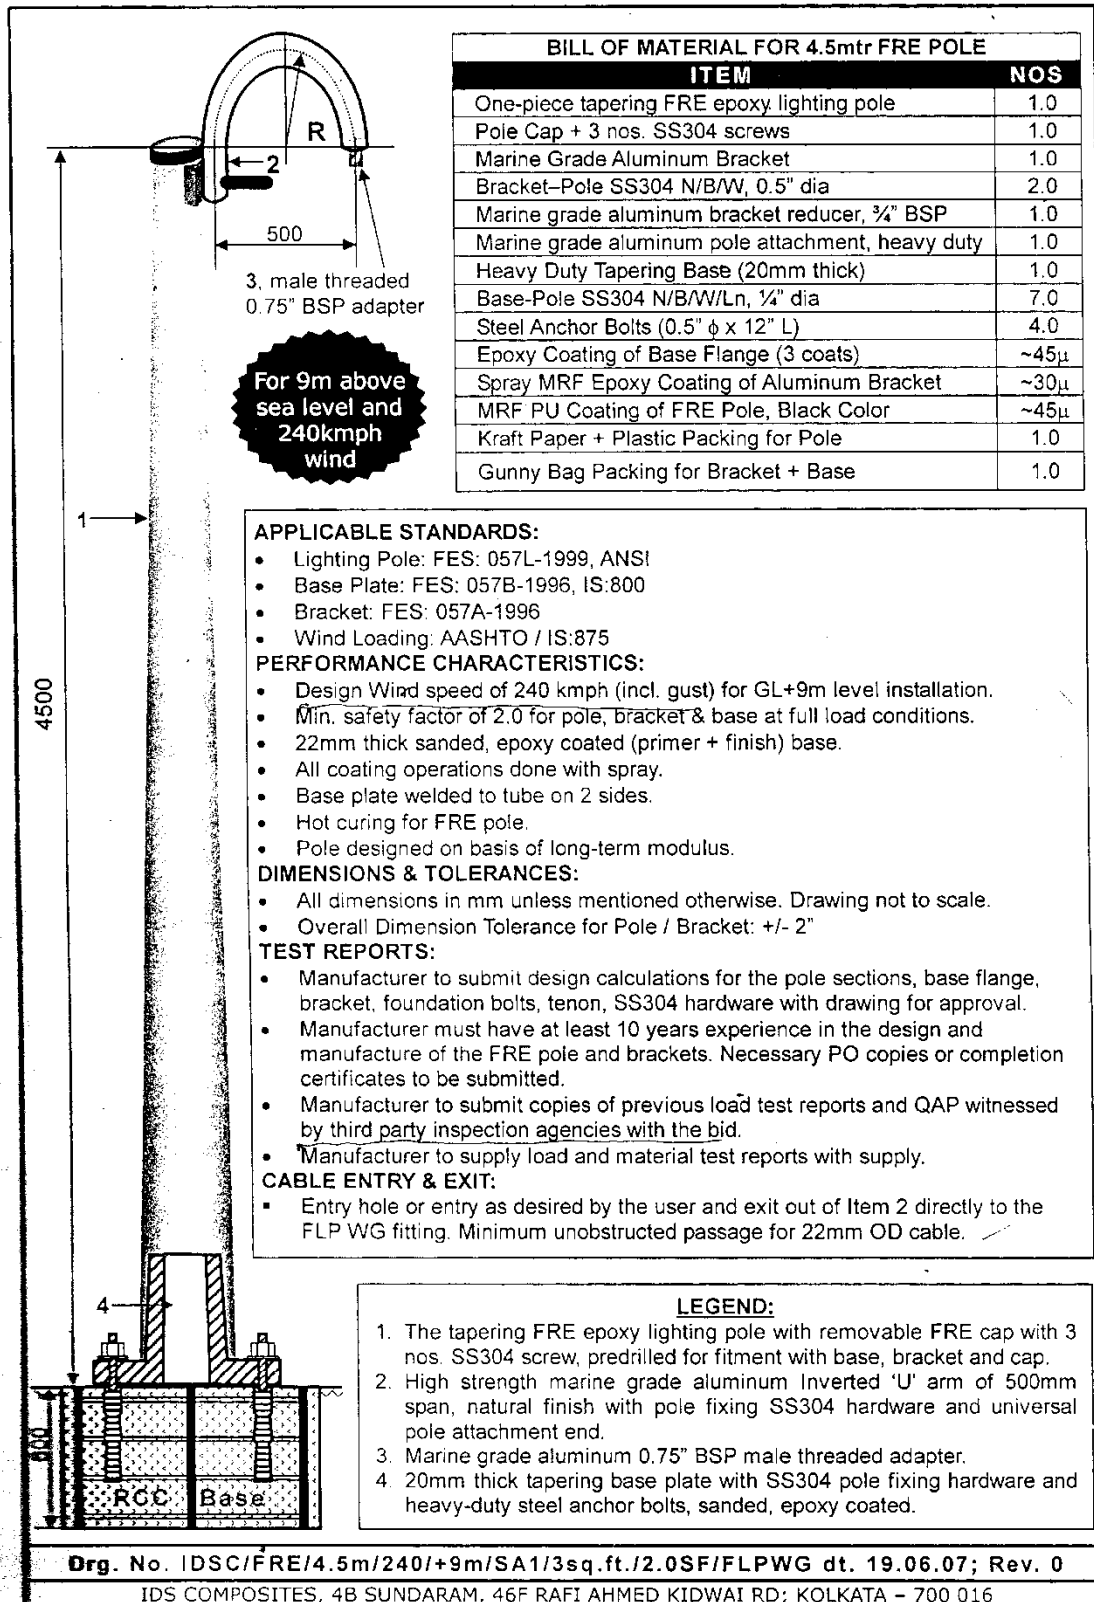 BILL OF MATERIAL FOR 4.5mtr FRE POLE
ITEM NOS
One-piece tapering FRE epoxy lighting pole 1.0
Pole Cap + 3 nos. SS304 screws 1.0
Marine Grade Aluminum Bracket 1.0
Bracket–Pole SS304 N/B/W, 0.5" dia 2.0
Marine grade aluminum bracket reducer, ¾" BSP 1.0
Marine grade aluminum pole attachment, heavy duty 1.0
Heavy Duty Tapering Base (20mm thick) 1.0
Base-Pole SS304 N/B/W/Ln, ¼" dia 7.0
Steel Anchor Bolts (0.5" ϕ x 12" L) 4.0
Epoxy Coating of Base Flange (3 coats) ~45µ
Spray MRF Epoxy Coating of Aluminum Bracket ~30µ
MRF PU Coating of FRE Pole, Black Color ~45µ
Kraft Paper + Plastic Packing for Pole 1.0
Gunny Bag Packing for Bracket + Base 1.0
R
2
500
3, male threaded
0.75" BSP adapter
For 9m above
sea level and
240kmph
wind
1
4500
APPLICABLE STANDARDS:
• Lighting Pole: FES: 057L-1999, ANSI
• Base Plate: FES: 057B-1996, IS:800
• Bracket: FES: 057A-1996
• Wind Loading: AASHTO / IS:875
PERFORMANCE CHARACTERISTICS:
• Design Wind speed of 240 kmph (incl. gust) for GL+9m level installation.
• Min. safety factor of 2.0 for pole, bracket & base at full load conditions.
• 22mm thick sanded, epoxy coated (primer + finish) base.
• All coating operations done with spray.
• Base plate welded to tube on 2 sides.
• Hot curing for FRE pole.
• Pole designed on basis of long-term modulus.
DIMENSIONS & TOLERANCES:
• All dimensions in mm unless mentioned otherwise. Drawing not to scale.
• Overall Dimension Tolerance for Pole / Bracket: +/- 2"
TEST REPORTS:
• Manufacturer to submit design calculations for the pole sections, base flange,
bracket, foundation bolts, tenon, SS304 hardware with drawing for approval.
• Manufacturer must have at least 10 years experience in the design and
manufacture of the FRE pole and brackets. Necessary PO copies or completion
certificates to be submitted.
• Manufacturer to submit copies of previous load test reports and QAP witnessed
by third party inspection agencies with the bid.
• Manufacturer to supply load and material test reports with supply.
CABLE ENTRY & EXIT:
▪ Entry hole or entry as desired by the user and exit out of Item 2 directly to the
FLP WG fitting. Minimum unobstructed passage for 22mm OD cable.
4
600
RCC Base
LEGEND:
1. The tapering FRE epoxy lighting pole with removable FRE cap with 3
nos. SS304 screw, predrilled for fitment with base, bracket and cap.
2. High strength marine grade aluminum Inverted 'U' arm of 500mm
span, natural finish with pole fixing SS304 hardware and universal
pole attachment end.
3. Marine grade aluminum 0.75" BSP male threaded adapter.
4. 20mm thick tapering base plate with SS304 pole fixing hardware and
heavy-duty steel anchor bolts, sanded, epoxy coated.
Drg. No. IDSC/FRE/4.5m/240/+9m/SA1/3sq.ft./2.0SF/FLPWG dt. 19.06.07; Rev. 0
IDS COMPOSITES, 4B SUNDARAM, 46F RAFI AHMED KIDWAI RD; KOLKATA – 700 016